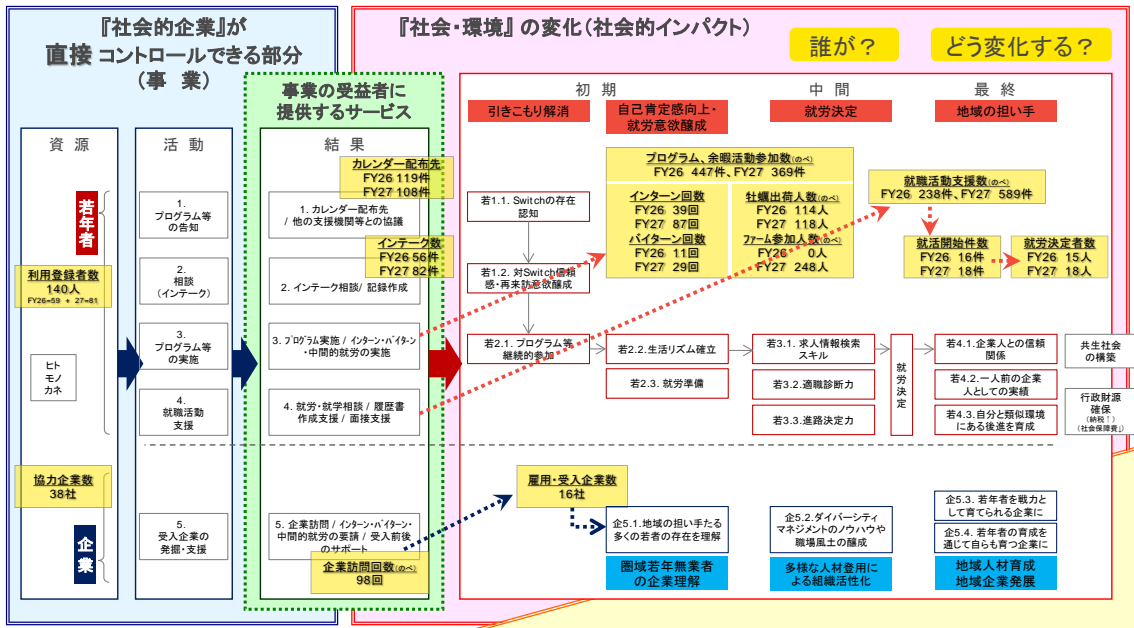 『社会的企業』が
直接 コントロールできる部分
（事 業）
『社会・環境』 の変化（社会的インパクト）
誰が？
どう変化する？
事業の受益者に
提供するサービス
資 源
活 動
結 果
初 期
中 間
最 終
引きこもり解消
自己肯定感向上・
就労意欲醸成
就労決定
地域の担い手
若年者
利用登録者数
140人
FY26=59 + 27=81
ヒト
モノ
カネ
協力企業数
38社
企業
1.
プログラム等
の告知
2.
相談
（インテーク）
3.
プログラム等
の実施
4.
就職活動
支援
5.
受入企業の
発掘・支援
カレンダー配布先
FY26 119件
FY27 108件
1. カレンダー配布先
/ 他の支援機関等との協議
インテーク数
FY26 56件
FY27 82件
2. インテーク相談/ 記録作成
3. プログラム実施 / インターン・バイターン
・中間的就労の実施
4. 就労・就学相談 / 履歴書
作成支援 / 面接支援
5. 企業訪問 / インターン・バイターン・
中間的就労の要請 / 受入前後
のサポート
企業訪問回数(のべ)
98回
若1.1. Switchの存在
認知
若1.2. 対Switch信頼
感・再来訪意欲醸成
若2.1. プログラム等
継続的参加
プログラム、余暇活動参加数(のべ)
FY26 447件、FY27 369件
インターン回数
FY26 39回
FY27 87回
バイターン回数
FY26 11回
FY27 29回
牡蠣出荷人数(のべ)
FY26 114人
FY27 118人
ファーム参加人数(のべ)
FY26 0人
FY27 248人
若2.2. 生活リズム確立
若2.3. 就労準備
若3.1. 求人情報検索
スキル
若3.2.適職診断力
若3.3.進路決定力
就労決定
就職活動支援数(のべ)
FY26 238件、FY27 589件
就活開始件数
FY26 16件
FY27 18件
就労決定者数
FY26 15人
FY27 18人
若4.1.企業人との信頼
関係
若4.2.一人前の企業
人としての実績
若4.3.自分と類似環境
にある後進を育成
共生社会
の構築
行政財源
確保
(納税↑)
(社会保障費↓)
雇用・受入企業数
16社
企5.1.地域の担い手たる
多くの若者の存在を理解
企5.2.ダイバーシティ
マネジメントのノウハウや
職場風土の醸成
企5.3. 若年者を戦力と
して育てられる企業に
企5.4. 若年者の育成を
通じて自らも育つ企業に
圏域若年無業者
の企業理解
多様な人材登用に
よる組織活性化
地域人材育成
地域企業発展